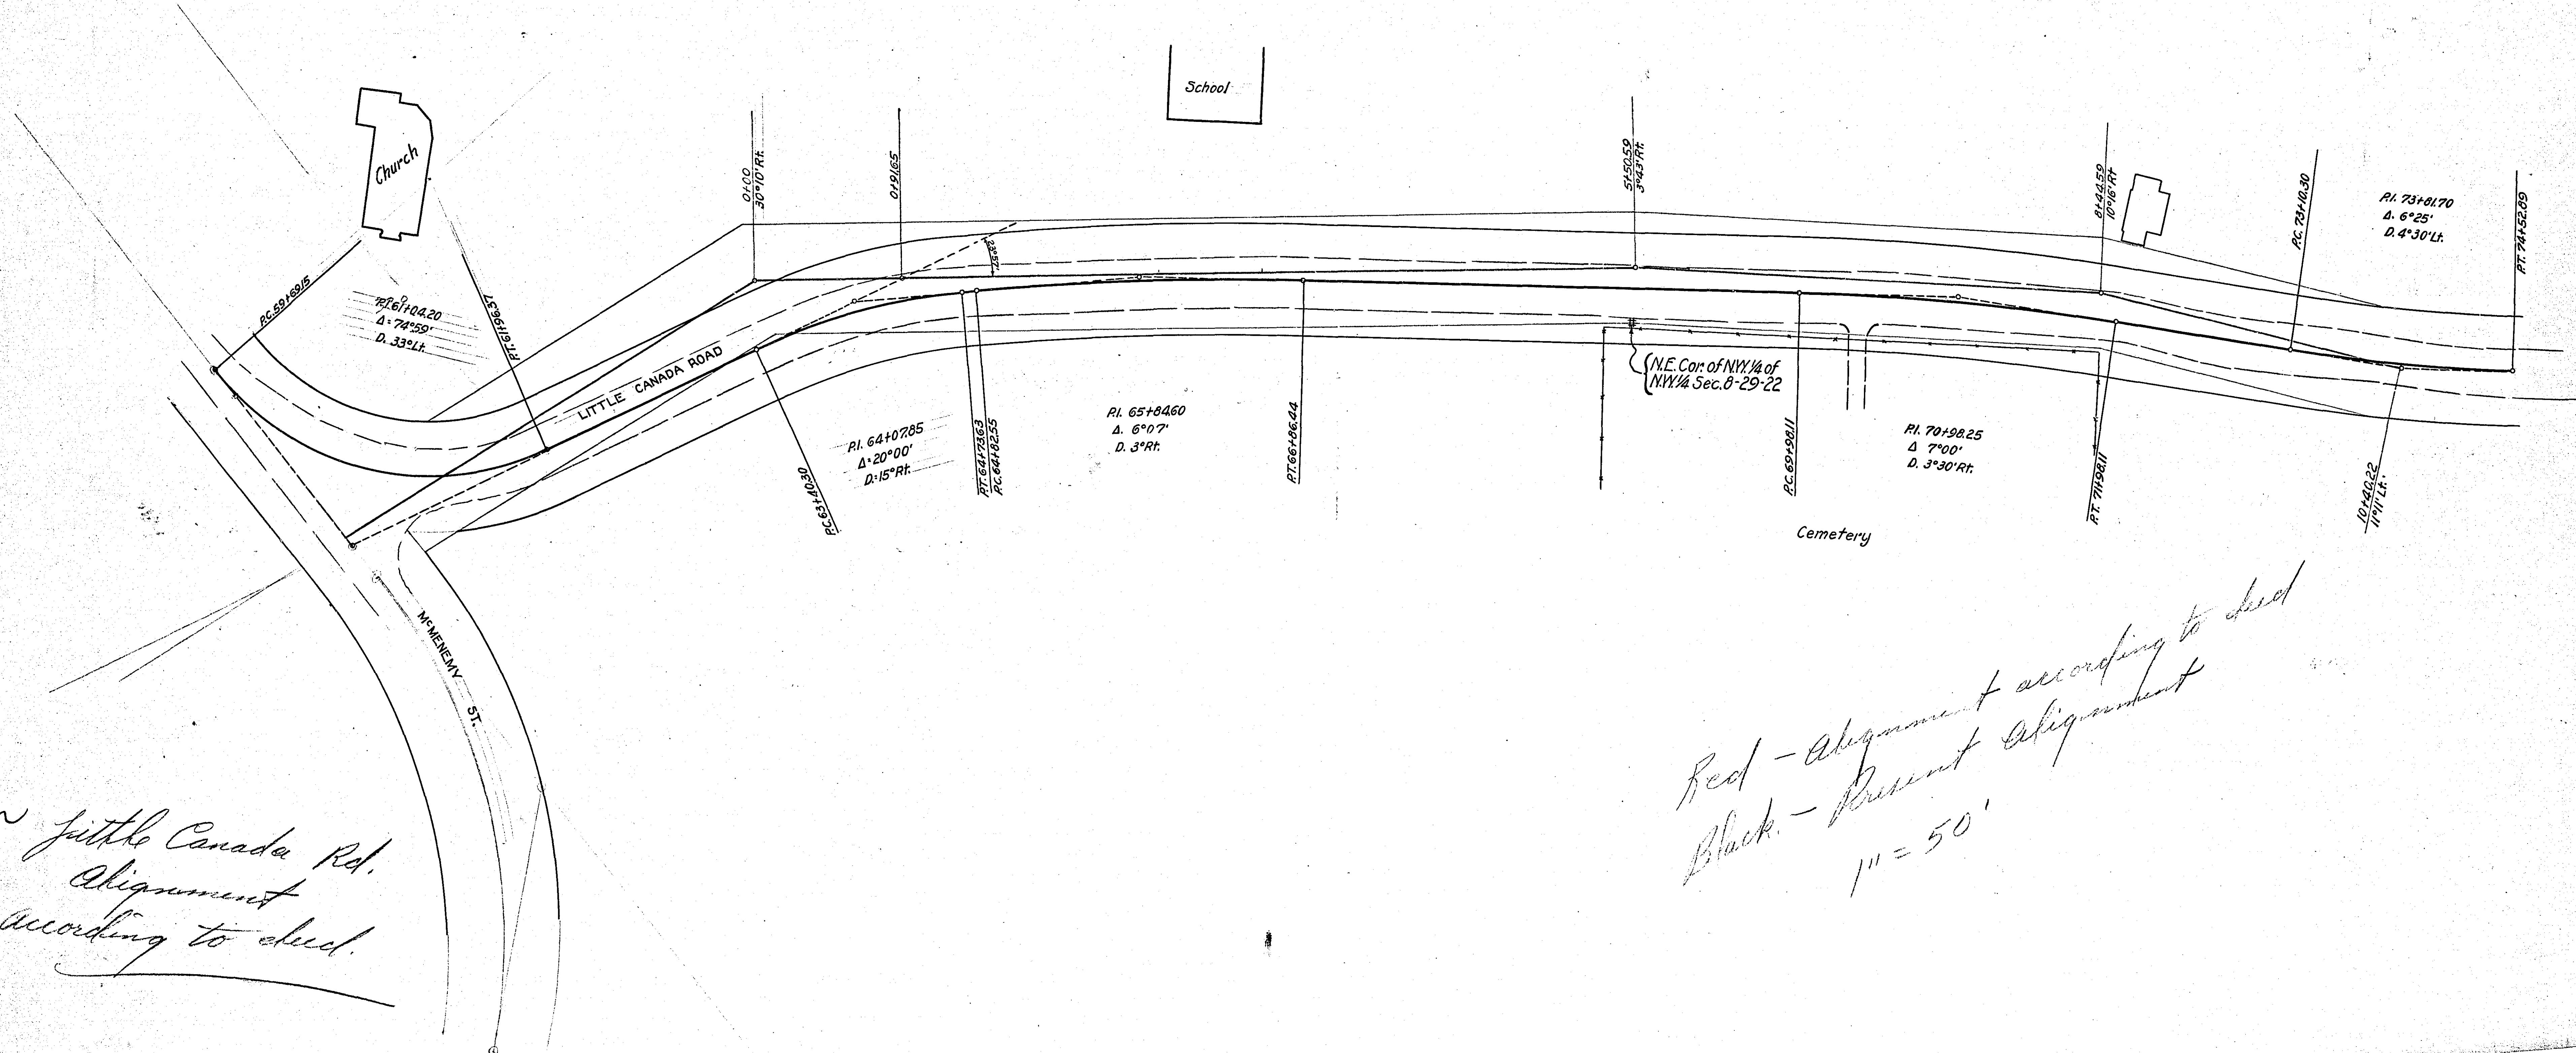 School
Church
0+00
30°10' Rt.
0+91.65
5+50.59
3°43' Rt.
8+44.59
10°16' Rt
P.C. 73+10.30
P.I. 73+81.70
Δ. 6°25'
D. 4°30' Lt.
P.T. 74+52.89
P.C. 59+69.15
P.I. 61+04.20
Δ = 74°59'
D. 33° Lt.
P.T. 61+96.37
23°57'
LITTLE CANADA ROAD
P.C. 63+40.30
P.I. 64+07.85
Δ = 20°00'
D. = 15° Rt.
P.T. 64+73.63
P.C. 64+82.55
P.I. 65+84.60
Δ. 6°07'
D. 3° Rt.
P.T. 66+86.44
N.E. Cor. of N.W. 1/4 of
N.W. 1/4 Sec. 8-29-22
P.C. 69+98.11
P.I. 70+98.25
Δ 7°00'
D. 3°30' Rt.
P.T. 71+98.11
10+40.22
11°11' Lt.
Cemetery
McMENEMY ST.
Red - Alignment according to deed
Black. - Present Alignment
1" = 50'
Little Canada Rd.
Alignment
according to deed.